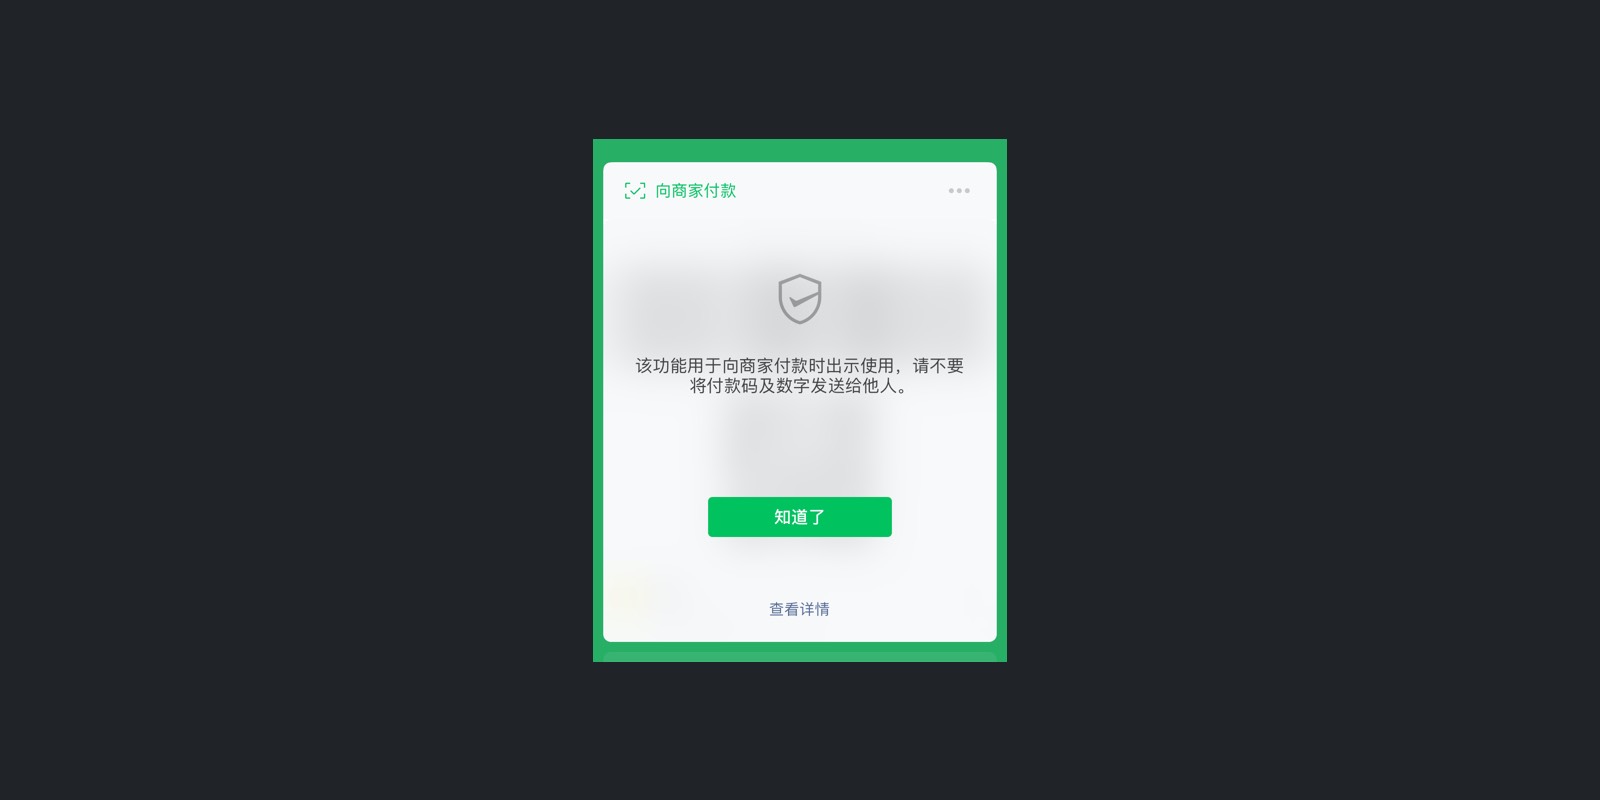 向商家付款
该功能用于向商家付款时出示使用，请不要
将付款码及数字发送给他人。
知道了
查看详情